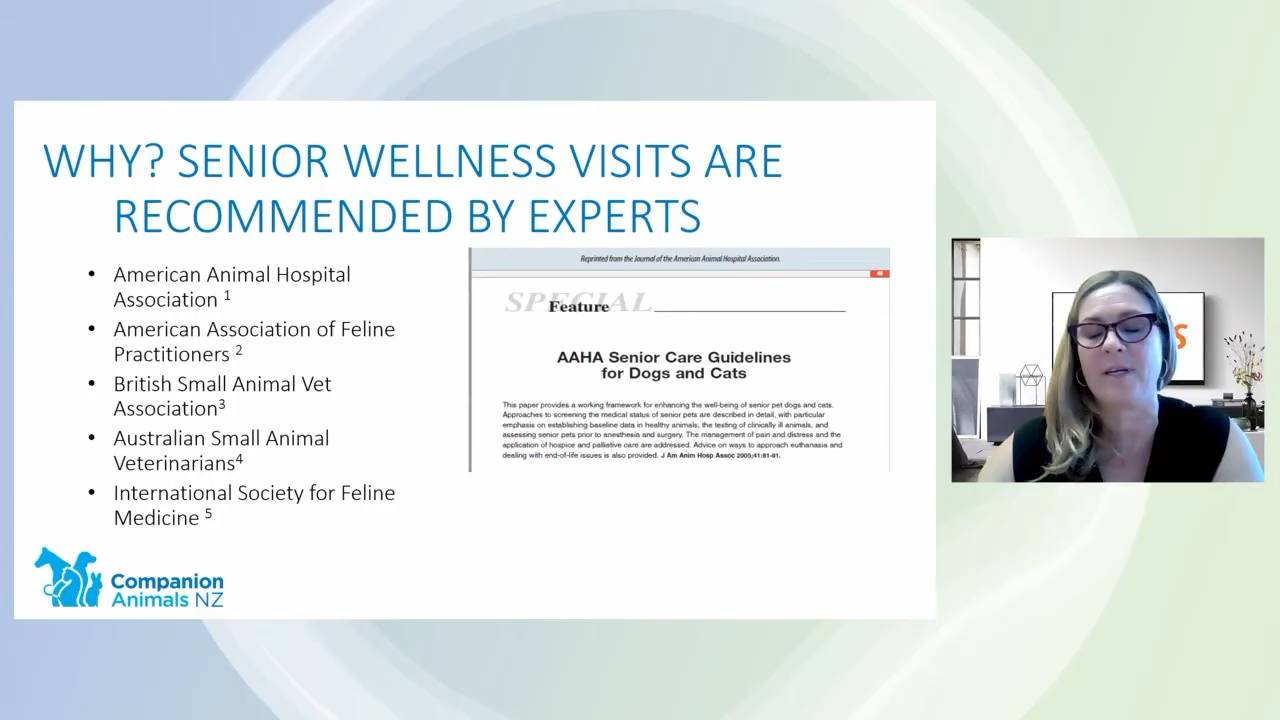 WHY? SENIOR WELLNESS VISITS ARE
RECOMMENDED BY EXPERTS
• American Animal Hospital
Association 1
• American Association of Feline
Practitioners 2
• British Small Animal Vet
Association3
• Australian Small Animal
Veterinarians4
• International Society for Feline
Medicine 5
Reprinted from the Journal of the American Animal Hospital Association.
SPECIAL
Feature
AAHA Senior Care Guidelines
for Dogs and Cats
This paper provides a working framework for enhancing the well-being of senior pet dogs and cats.
Approaches to screening the medical status of senior pets are described in detail, with particular
emphasis on establishing baseline data in healthy animals, the testing of clinically ill animals, and
assessing senior pets prior to anesthesia and surgery. The management of pain and distress and the
application of hospice and palliative care are addressed. Advice on ways to approach euthanasia and
dealing with end-of-life issues is also provided. J Am Anim Hosp Assoc 2005;41:81-91.
Companion
Animals NZ